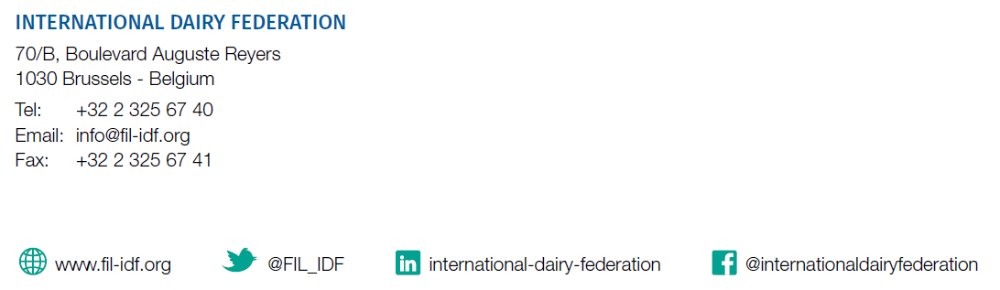 INTERNATIONAL DAIRY FEDERATION
70/B, Boulevard Auguste Reyers
1030 Brussels - Belgium
Tel: +32 2 325 67 40
Email: info@fil-idf.org
Fax: +32 2 325 67 41
www.fil-idf.org @FIL_IDF in international-dairy-federation f @internationaldairyfederation